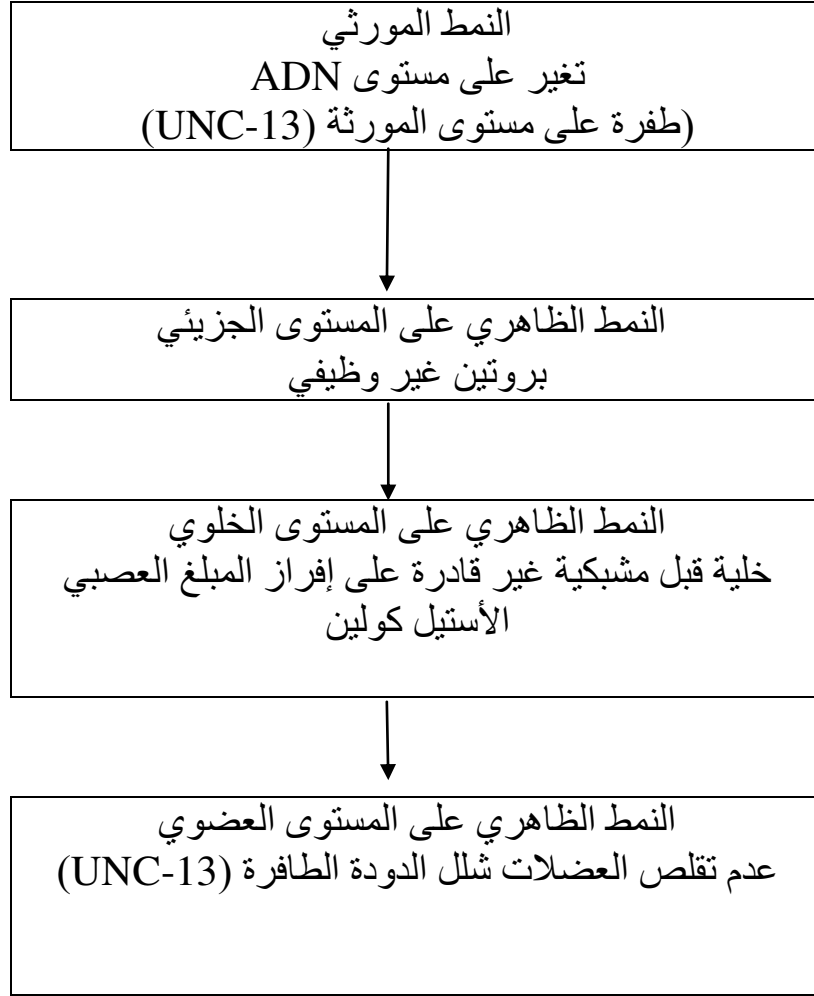 النمط المورثي
تغير على مستوى ADN
(طفرة على مستوى المورثة (UNC-13)
النمط الظاهري على المستوى الجزيئي
بروتين غير وظيفي
النمط الظاهري على المستوى الخلوي
خلية قبل مشبكية غير قادرة على إفراز المبلغ العصبي
الأستيل كولين
النمط الظاهري على المستوى العضوي
عدم تقلص العضلات شلل الدودة الطافرة (UNC-13)